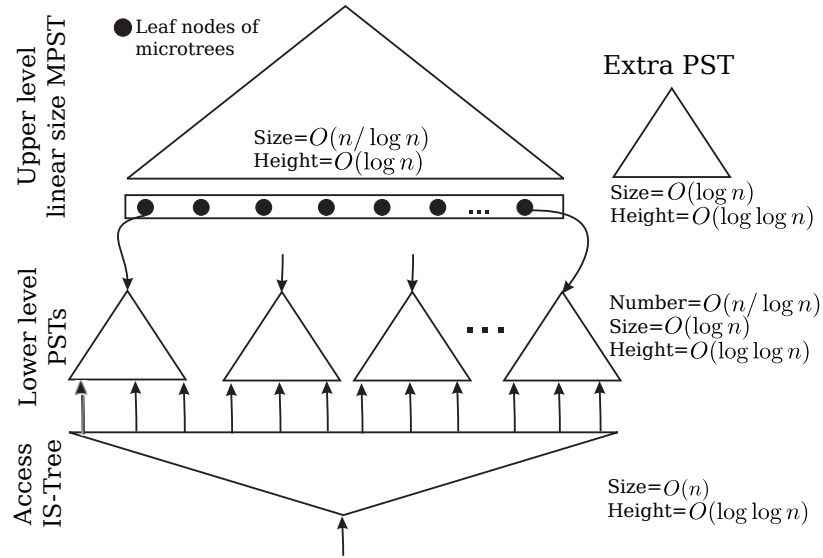 Upper level
linear size MPST
Leaf nodes of
microtrees
Size=O(n/ log n)
Height=O(log n)
...
Extra PST
Size=O(log n)
Height=O(log log n)
Lower level
PSTs
...
Number=O(n/ log n)
Size=O(log n)
Height=O(log log n)
Access
IS-Tree
Size=O(n)
Height=O(log log n)